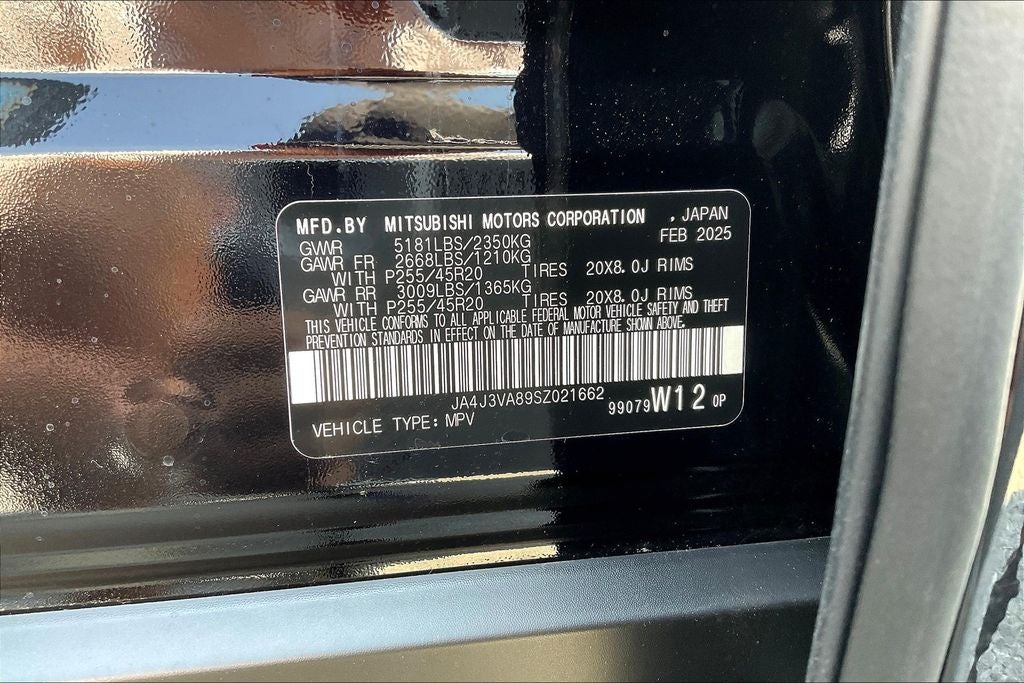 MFD.BY MITSUBISHI MOTORS CORPORATION , JAPAN
GVWR 5181LBS/2350KG FEB 2025
GAWR FR 2668LBS/1210KG
WITH P255/45R20 TIRES 20X8.0J RIMS
GAWR RR 3009LBS/1365KG
WITH P255/45R20 TIRES 20X8.0J RIMS
THIS VEHICLE CONFORMS TO ALL APPLICABLE FEDERAL MOTOR VEHICLE SAFETY AND THEFT
PREVENTION STANDARDS IN EFFECT ON THE DATE OF MANUFACTURE SHOWN ABOVE.
JA4J3VA89SZ021662
99079W12OP
VEHICLE TYPE: MPV